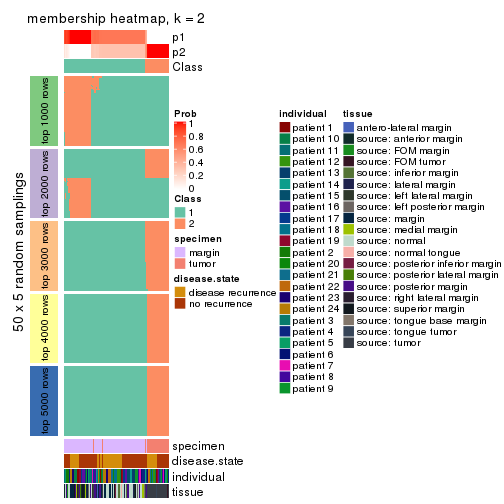 membership heatmap, k = 2
p1
p2
Class
50 x 5 random samplings
top 1000 rows
top 2000 rows
top 3000 rows
top 4000 rows
top 5000 rows
specimen
disease.state
individual
tissue
Prob
1
0.8
0.6
0.4
0.2
0
Class
1
2
specimen
margin
tumor
disease.state
disease recurrence
no recurrence
individual
patient 1
patient 10
patient 11
patient 12
patient 13
patient 14
patient 15
patient 16
patient 17
patient 18
patient 19
patient 2
patient 20
patient 21
patient 22
patient 23
patient 24
patient 3
patient 4
patient 5
patient 6
patient 7
patient 8
patient 9
tissue
antero-lateral margin
source: anterior margin
source: FOM margin
source: FOM tumor
source: inferior margin
source: lateral margin
source: left lateral margin
source: left posterior margin
source: margin
source: medial margin
source: normal
source: normal tongue
source: posterior inferior margin
source: posterior lateral margin
source: posterior margin
source: right lateral margin
source: superior margin
source: tongue base margin
source: tongue tumor
source: tumor